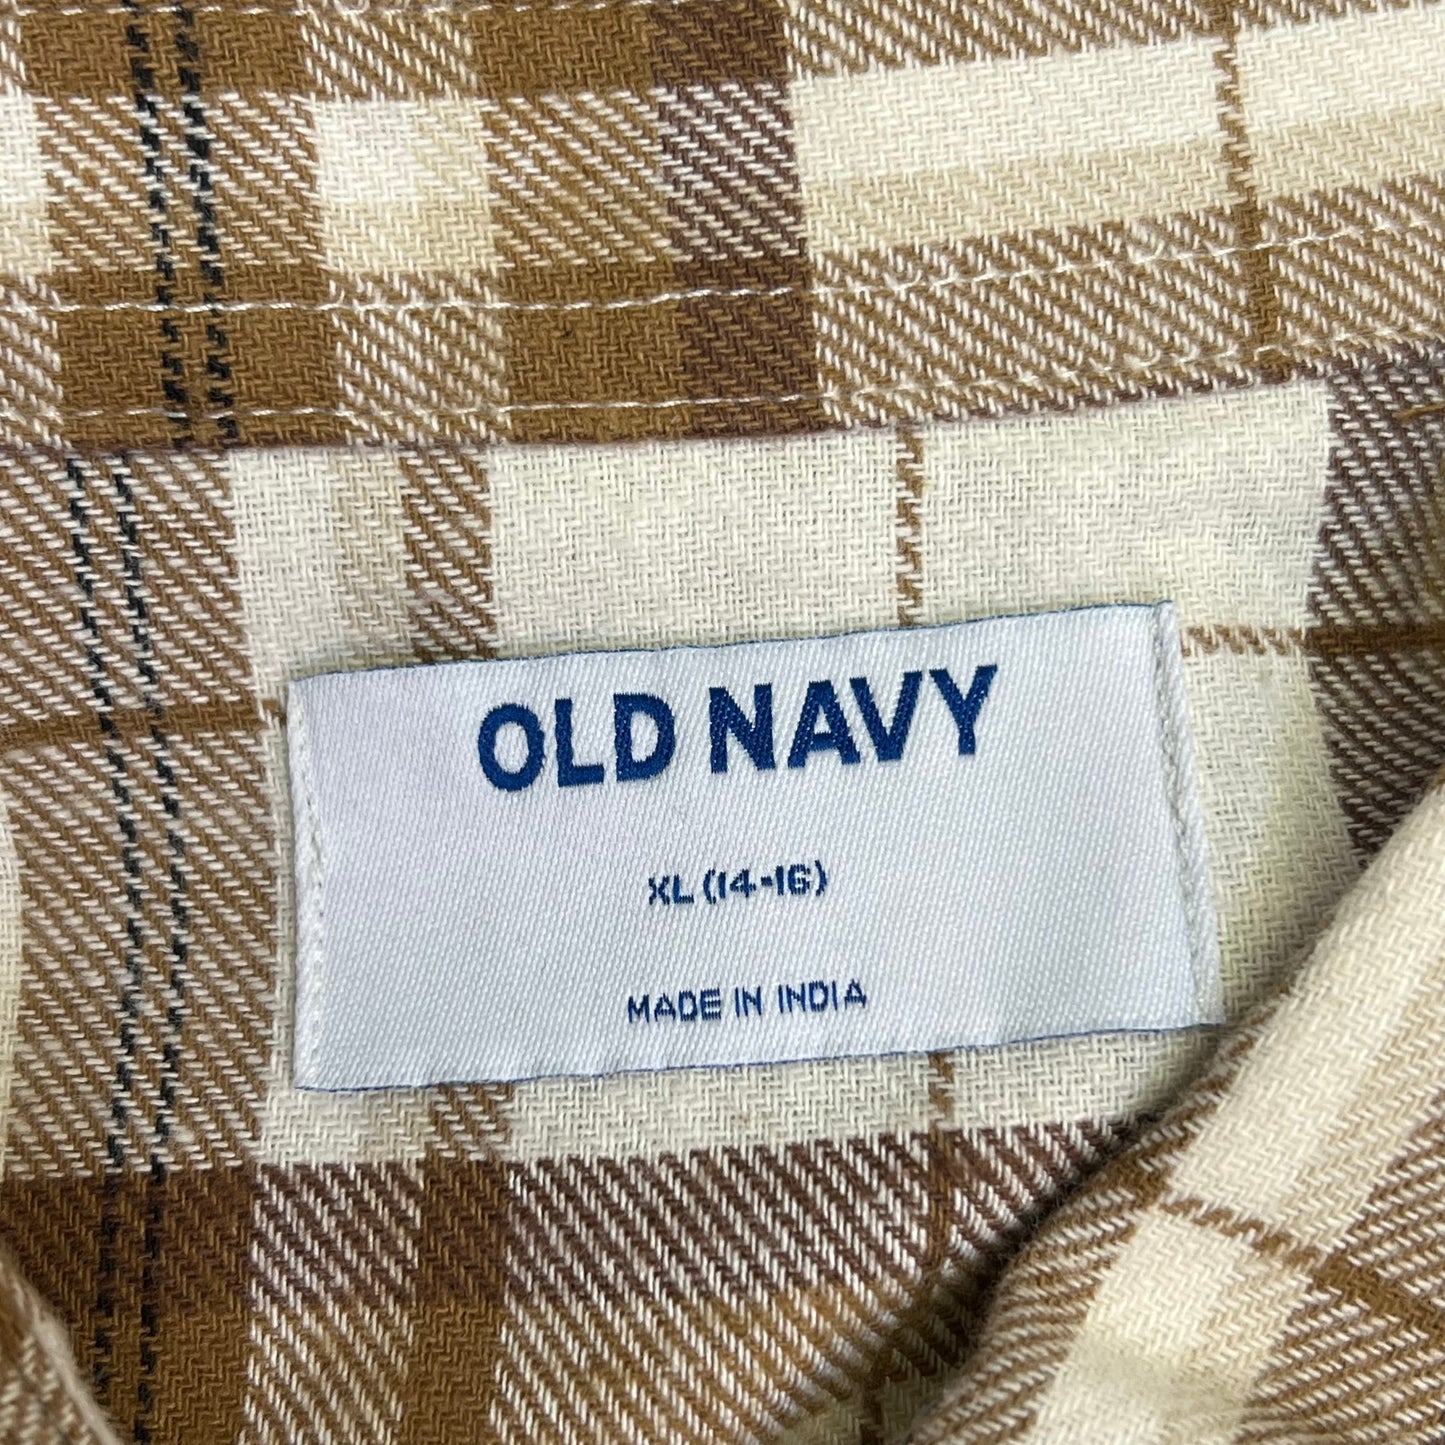 OLD NAVY
XL (14-16)
MADE IN INDIA